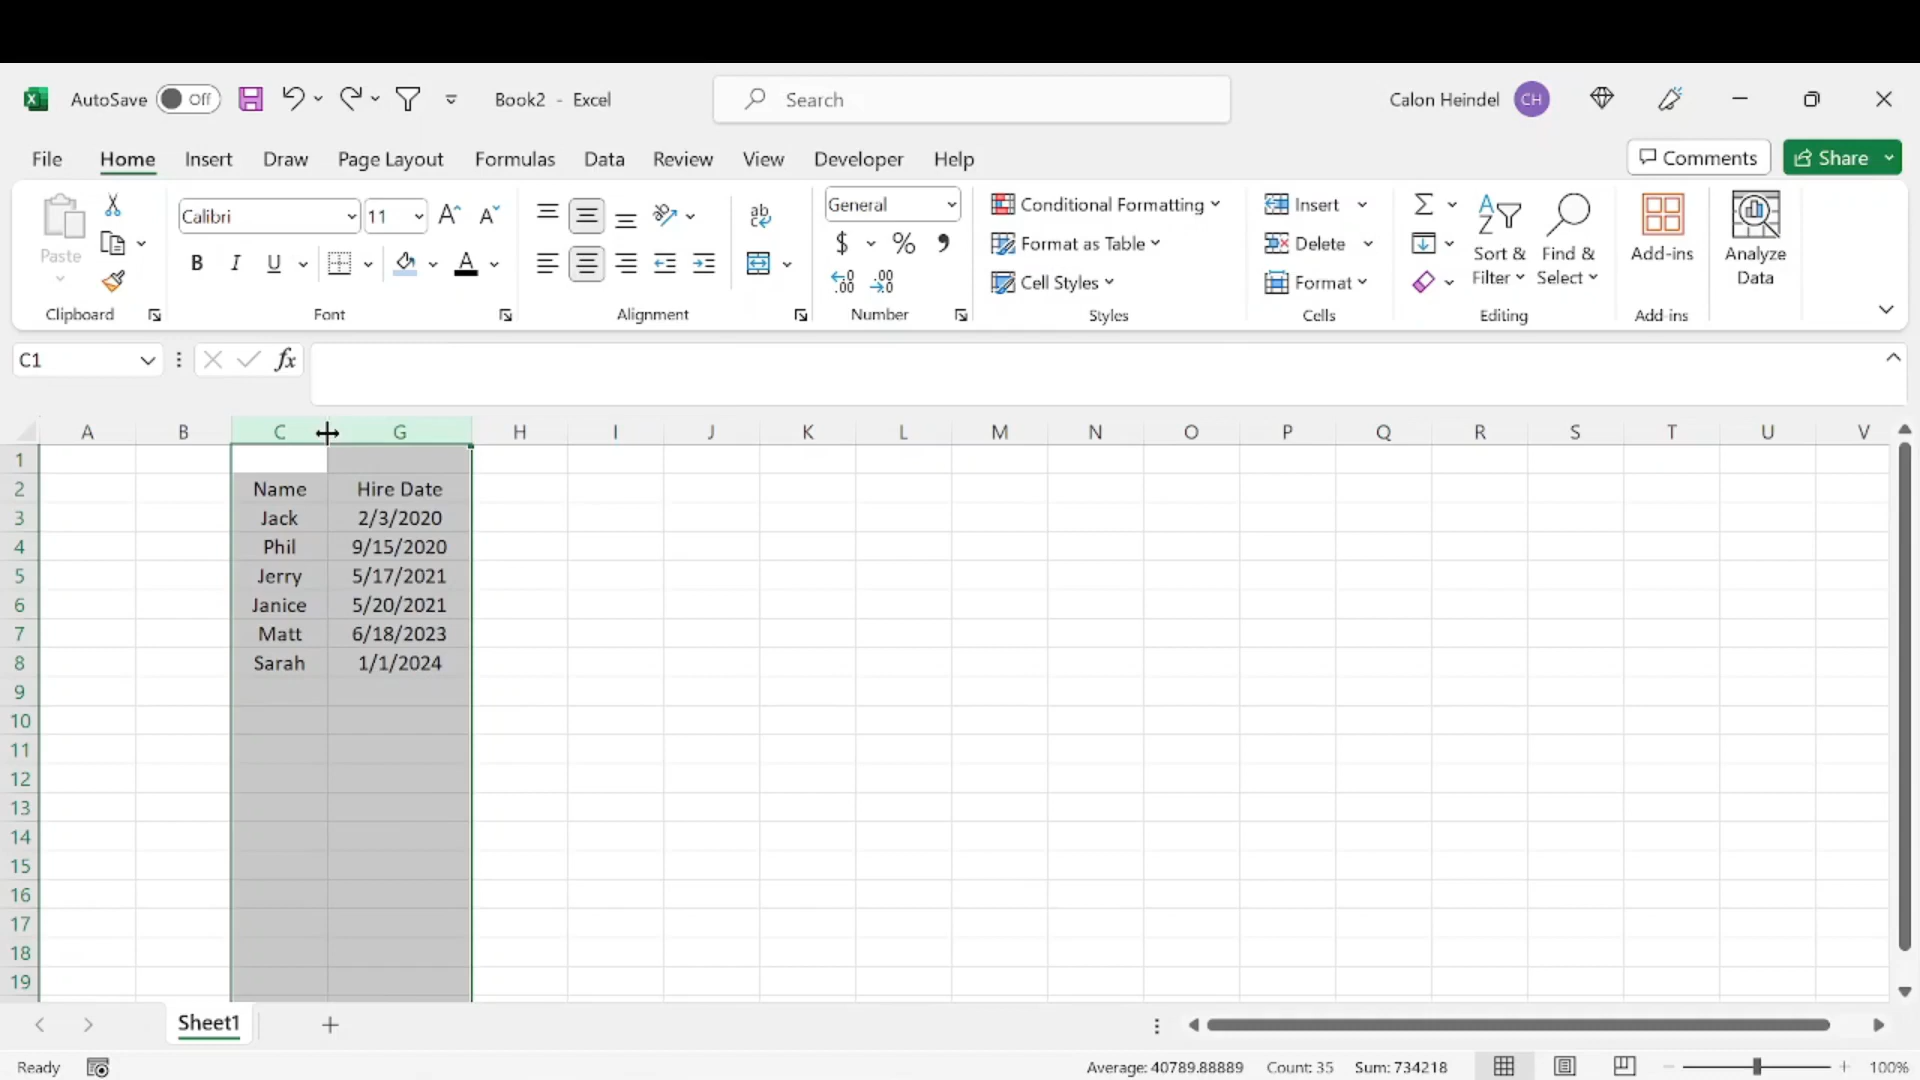 AutoSave Off Book2 - Excel Search Calon Heindel CH
File Home Insert Draw Page Layout Formulas Data Review View Developer Help Comments Share
Paste
Clipboard
Calibri 11
B I U A
Font
ab
Alignment
General
$ % 9
.00 .00
Number
Conditional Formatting
Format as Table
Cell Styles
Styles
Insert
Delete
Format
Cells
Σ
Sort & Filter
Find & Select
Editing
Add-ins
Add-ins
Analyze Data
C1 fx
A B C G H I J K L M N O P Q R S T U V
1
2 Name Hire Date
3 Jack 2/3/2020
4 Phil 9/15/2020
5 Jerry 5/17/2021
6 Janice 5/20/2021
7 Matt 6/18/2023
8 Sarah 1/1/2024
9
10
11
12
13
14
15
16
17
18
19
Sheet1
Ready Average: 40789.88889 Count: 35 Sum: 734218 100%